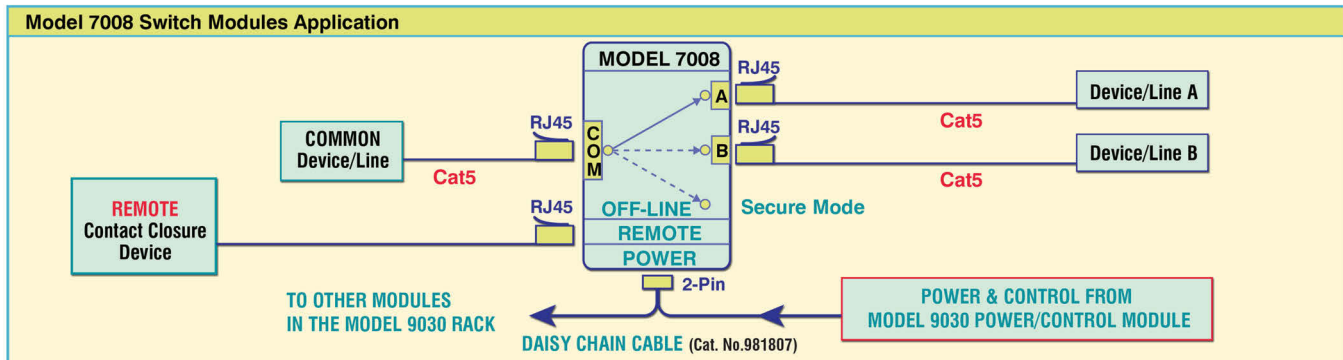 Model 7008 Switch Modules Application
MODEL 7008
RJ45
A
Device/Line A
Cat5
RJ45
B
Device/Line B
Cat5
COMMON
Device/Line
RJ45
COM
Cat5
REMOTE
Contact Closure
Device
RJ45
OFF-LINE
Secure Mode
REMOTE
POWER
2-Pin
TO OTHER MODULES
IN THE MODEL 9030 RACK
POWER & CONTROL FROM
MODEL 9030 POWER/CONTROL MODULE
DAISY CHAIN CABLE (Cat. No.981807)